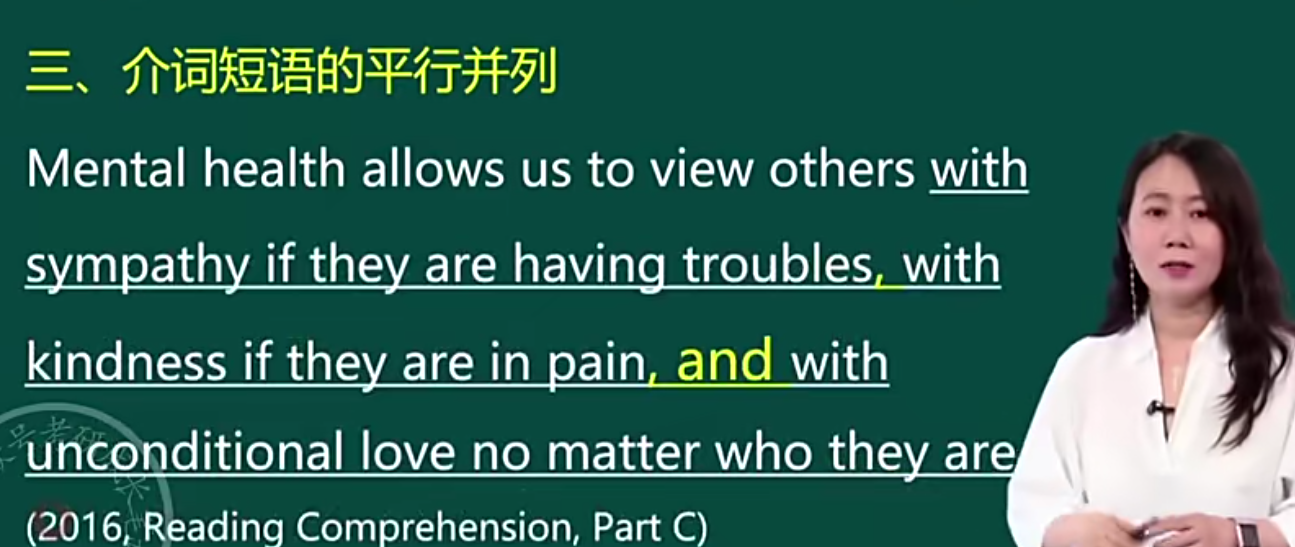 三、介词短语的平行并列
Mental health allows us to view others with
sympathy if they are having troubles, with
kindness if they are in pain, and with
unconditional love no matter who they are
(2016, Reading Comprehension, Part C)